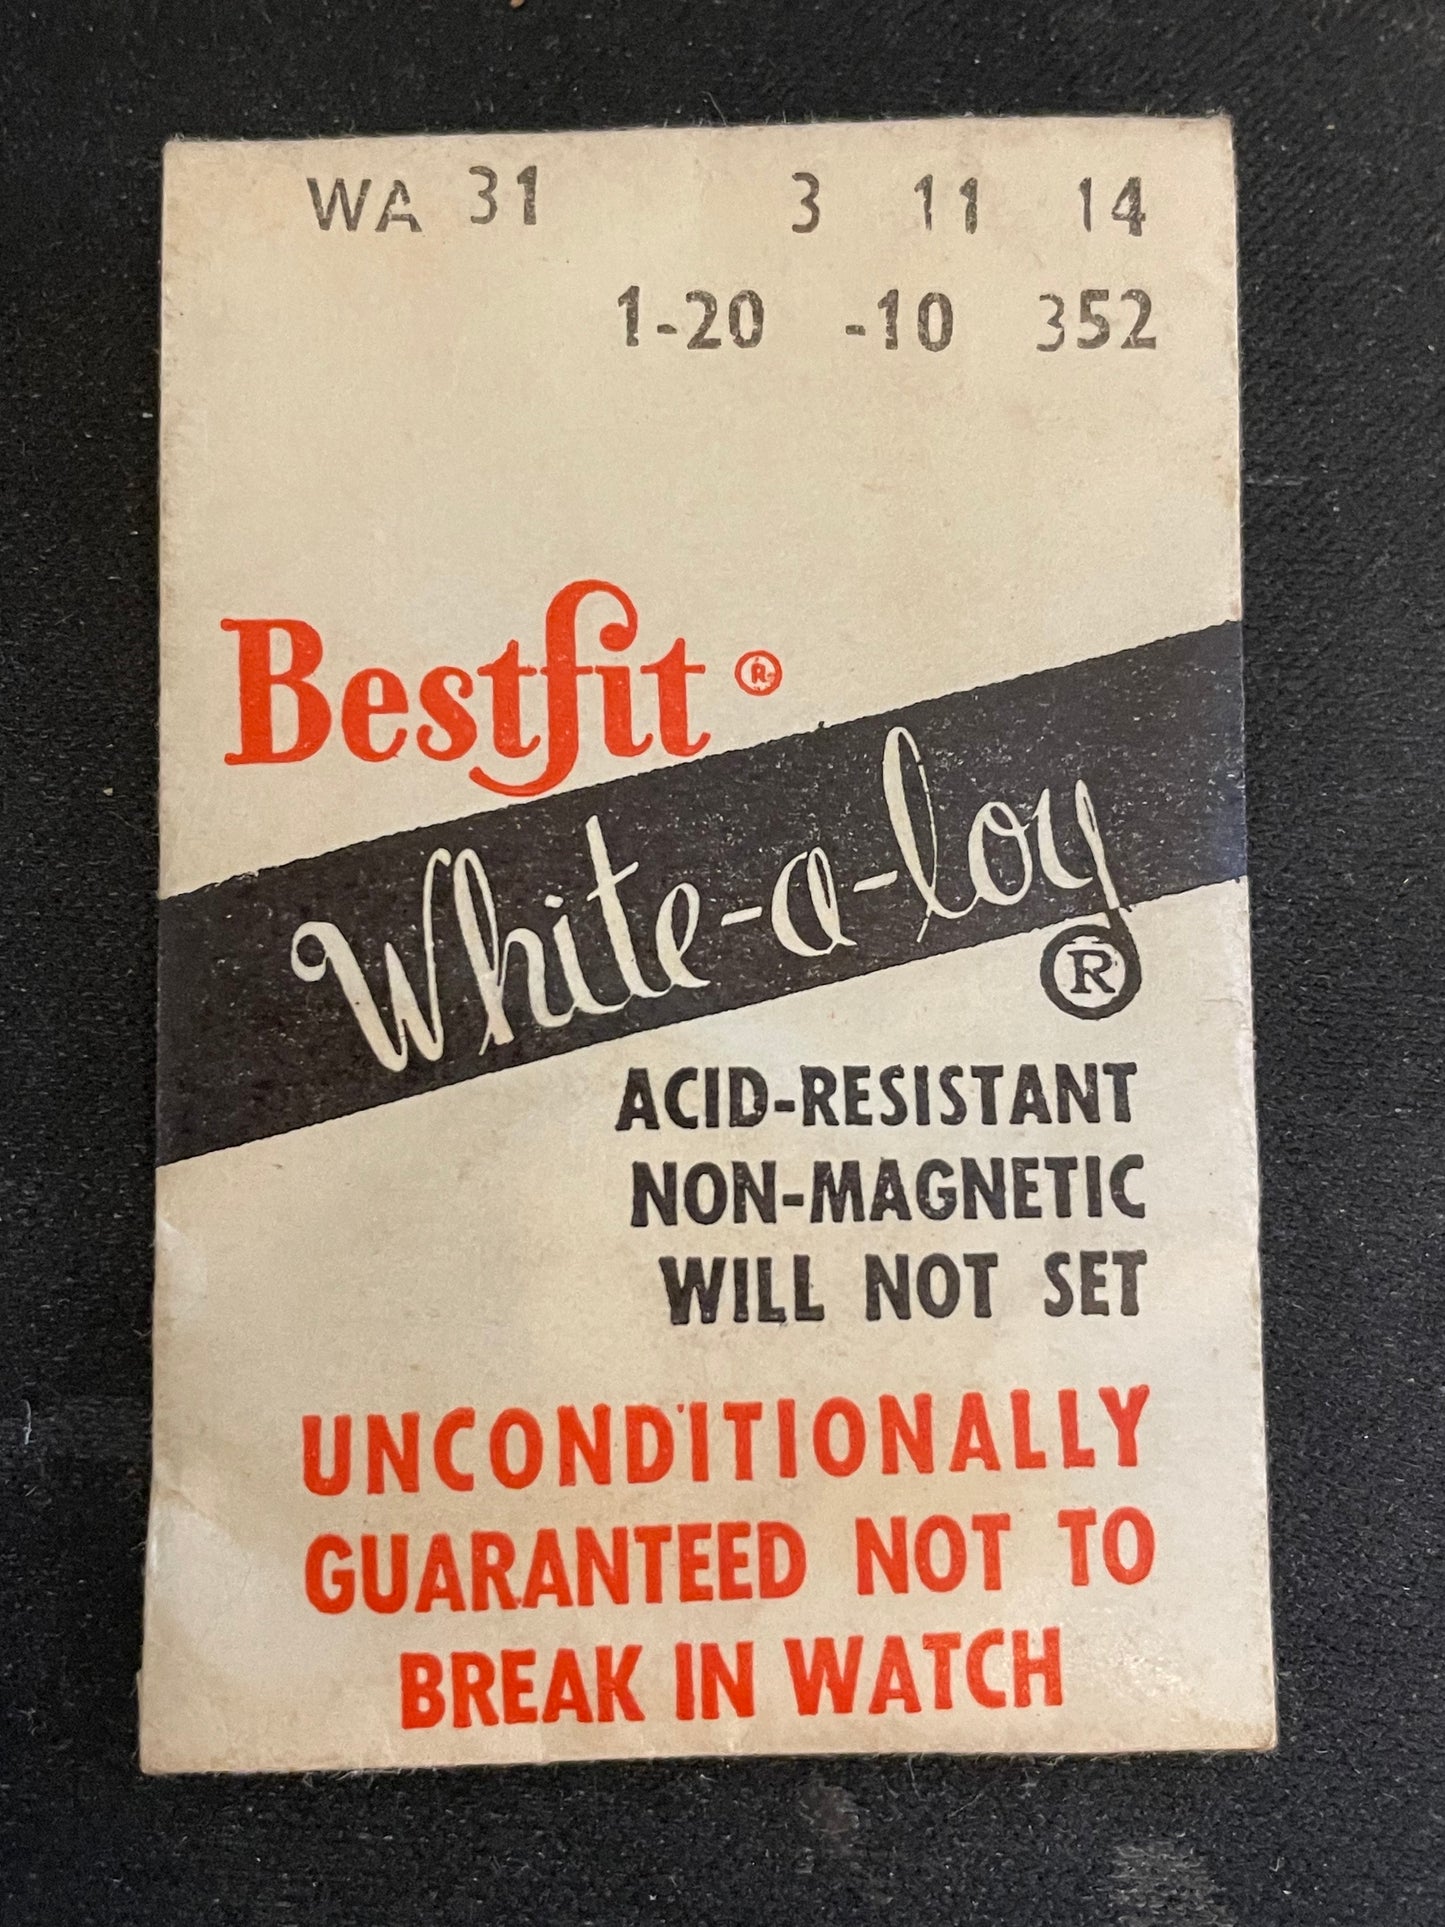 WA 31 3 11 14
1-20 -10 352
Bestfit ®
White-a-loy ®
ACID-RESISTANT
NON-MAGNETIC
WILL NOT SET
UNCONDITIONALLY
GUARANTEED NOT TO
BREAK IN WATCH